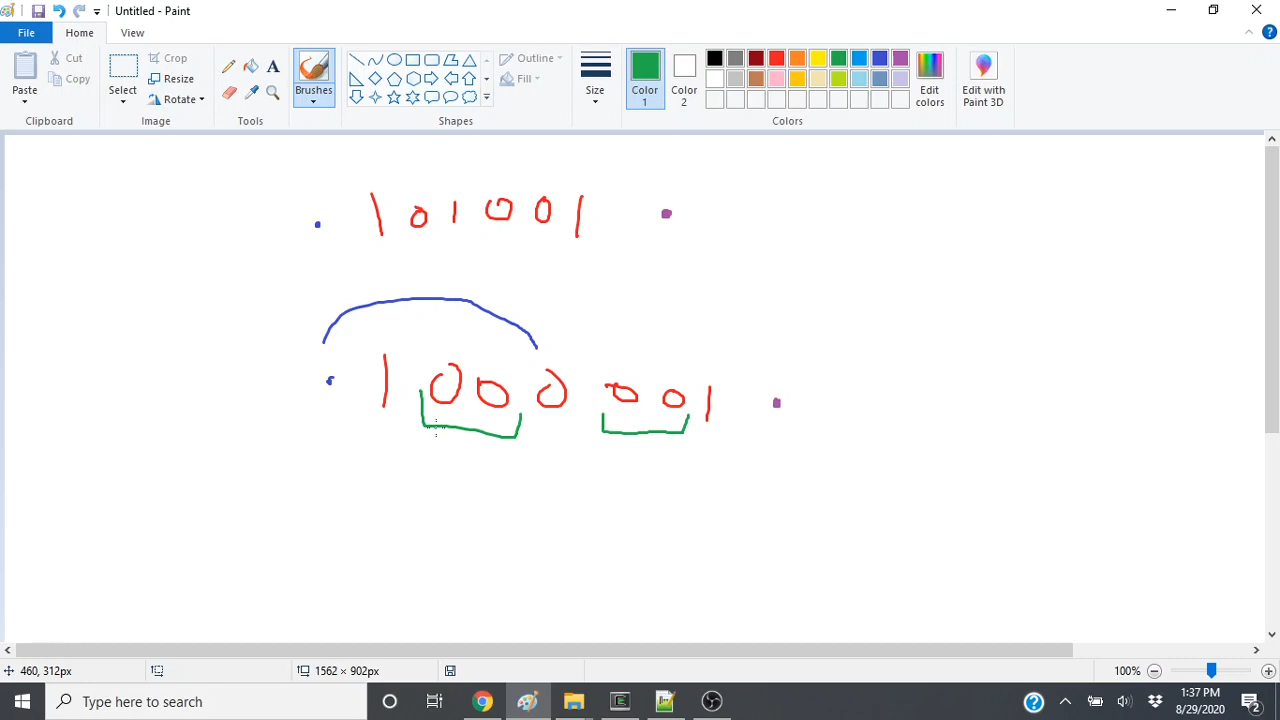 Untitled - Paint
File Home View
Paste
Cut
Copy
Clipboard
Select
Crop
Resize
Rotate
Image
A
Tools
Brushes
Shapes
Outline
Fill
Size
Color 1
Color 2
Edit colors
Colors
Edit with Paint 3D
101001
1000001
460, 312px
1562 × 902px
100%
Type here to search
1:37 PM
8/29/2020
2